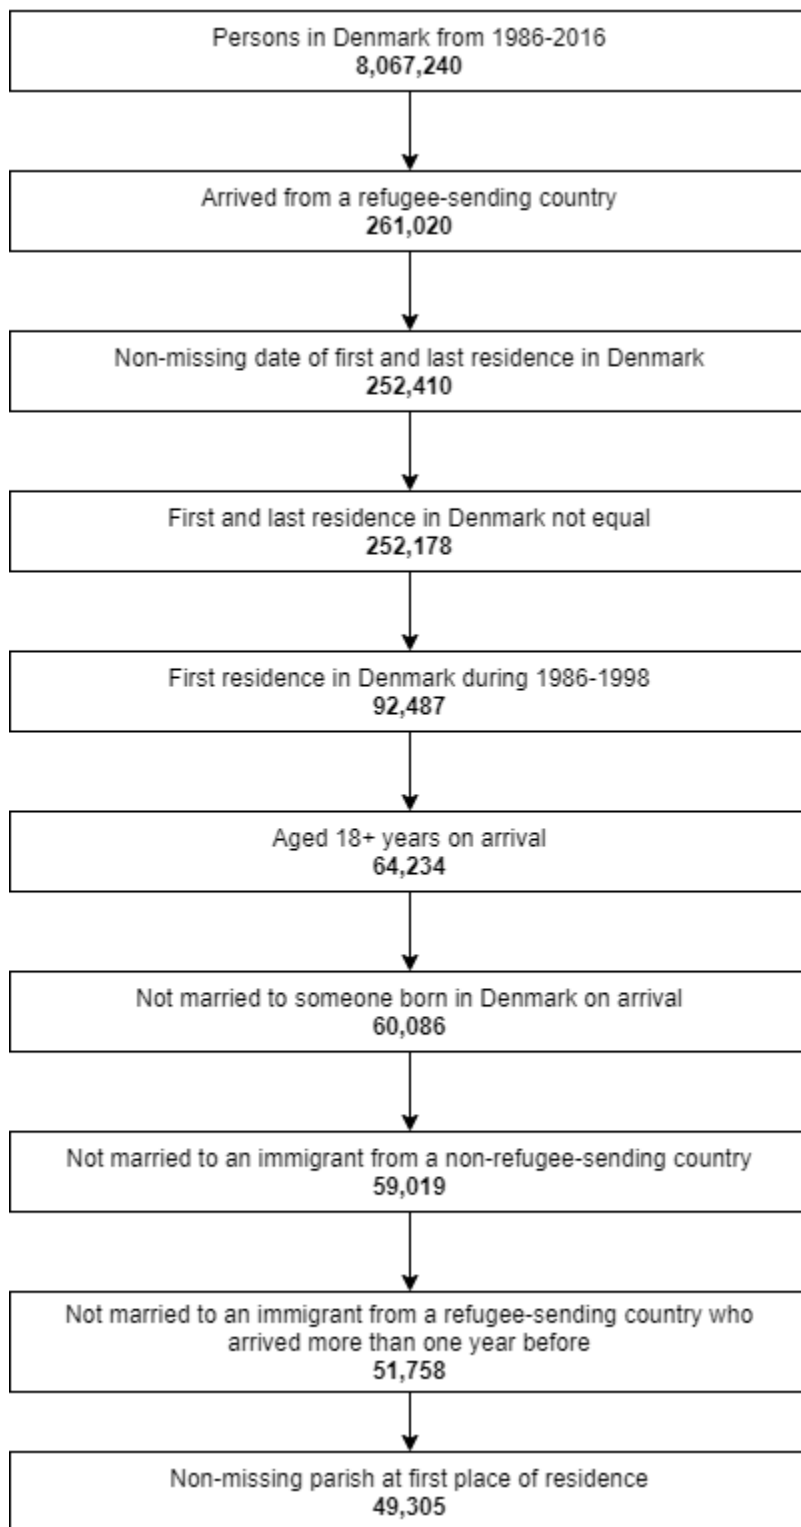 Persons in Denmark from 1986-2016
8,067,240
Arrived from a refugee-sending country
261,020
Non-missing date of first and last residence in Denmark
252,410
First and last residence in Denmark not equal
252,178
First residence in Denmark during 1986-1998
92,487
Aged 18+ years on arrival
64,234
Not married to someone born in Denmark on arrival
60,086
Not married to an immigrant from a non-refugee-sending country
59,019
Not married to an immigrant from a refugee-sending country who
arrived more than one year before
51,758
Non-missing parish at first place of residence
49,305